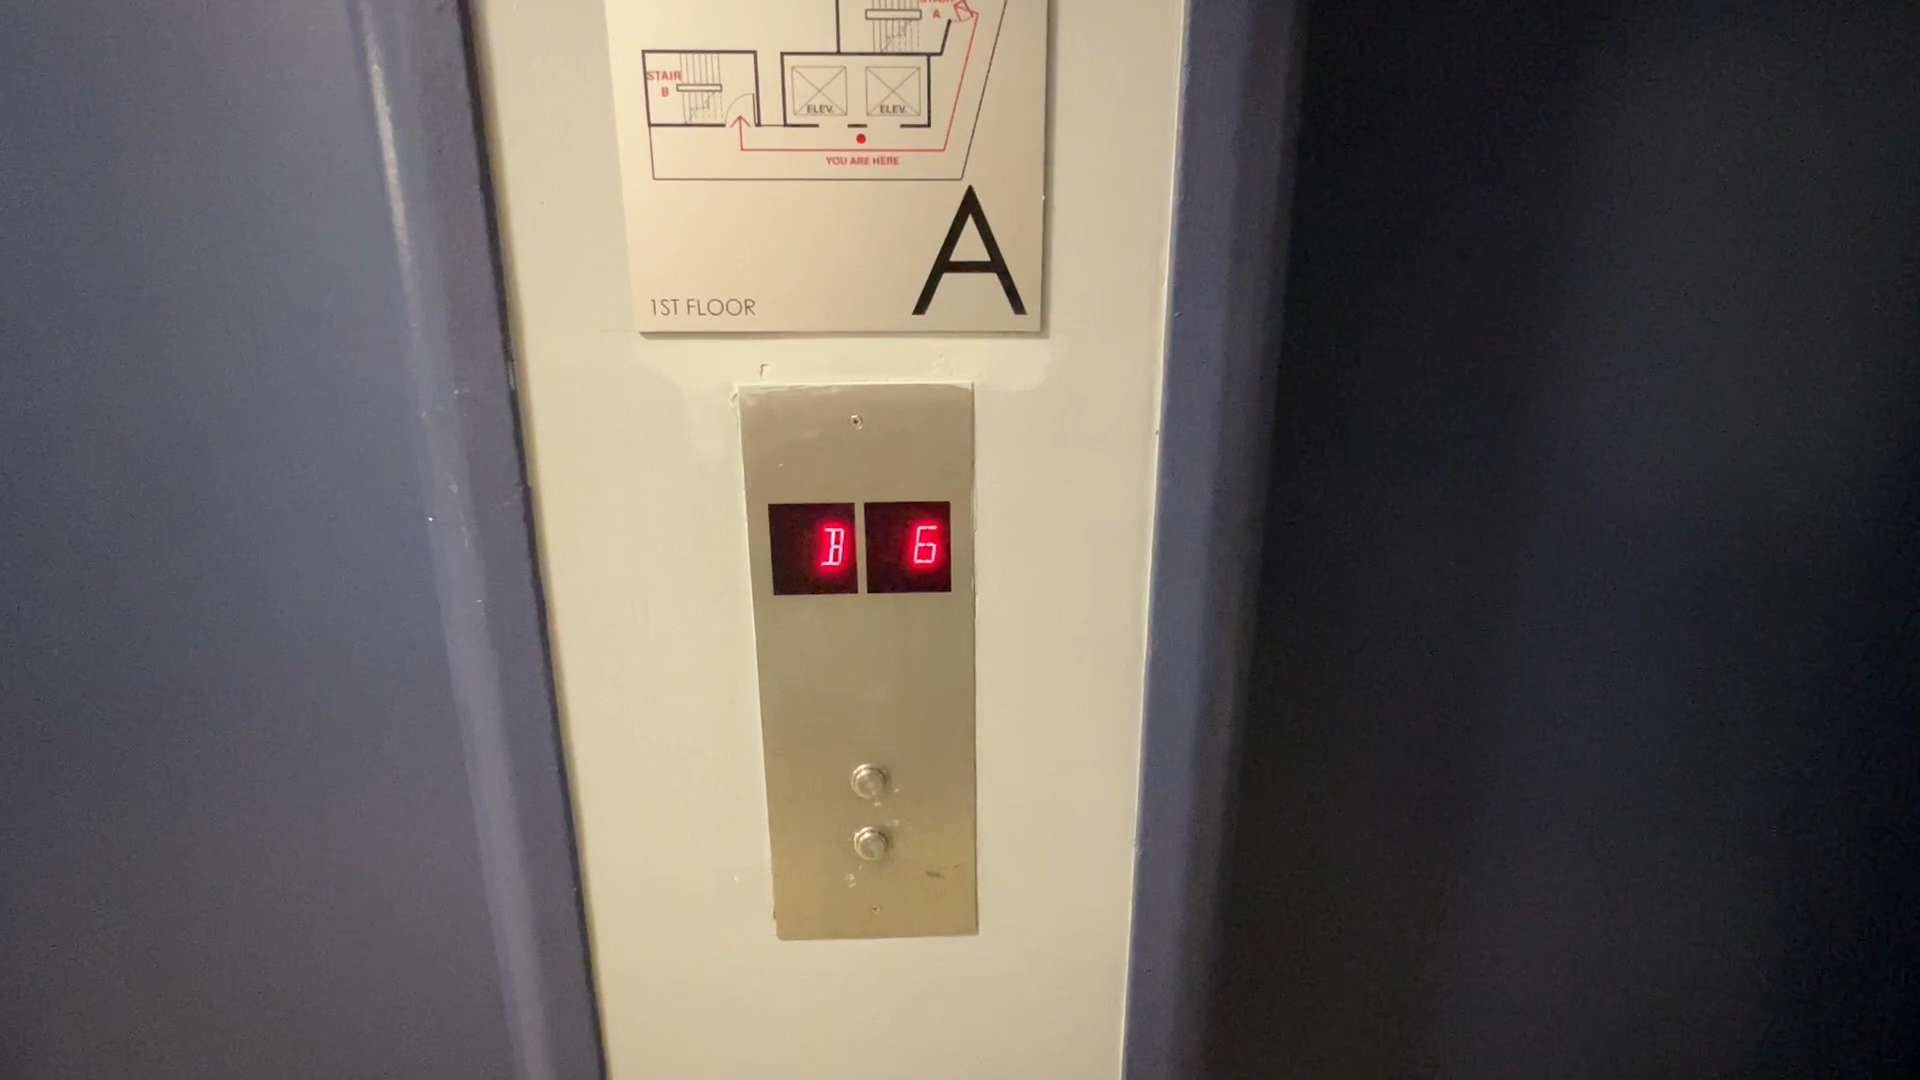 STAIR
A
STAIR
B
ELEV.
ELEV.
YOU ARE HERE
A
1ST FLOOR
B 6